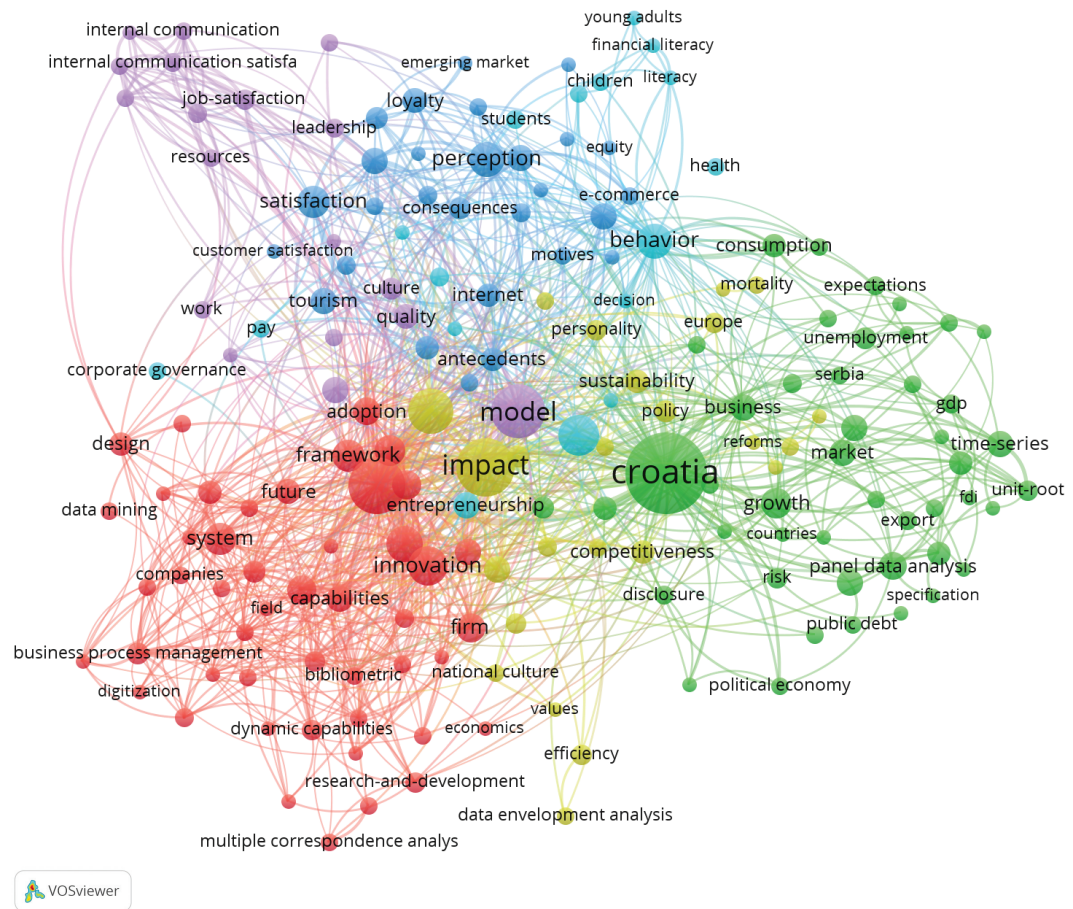 young adults
internal communication
financial literacy
internal communication satisfa
emerging market
literacy
children
job-satisfaction
loyalty
students
leadership
equity
resources
perception
health
e-commerce
satisfaction
consequences
behavior
consumption
customer satisfaction
motives
mortality
expectations
culture
internet
decision
tourism
work
quality
personality
europe
pay
unemployment
antecedents
corporate governance
serbia
sustainability
gdp
business
adoption
model
policy
design
reforms
time-series
framework
market
impact
croatia
future
unit-root
fdi
entrepreneurship
growth
data mining
export
countries
system
competitiveness
innovation
panel data analysis
companies
risk
disclosure
specification
capabilities
field
public debt
firm
business process management
national culture
bibliometric
political economy
digitization
values
dynamic capabilities
economics
efficiency
research-and-development
data envelopment analysis
multiple correspondence analys
VOSviewer